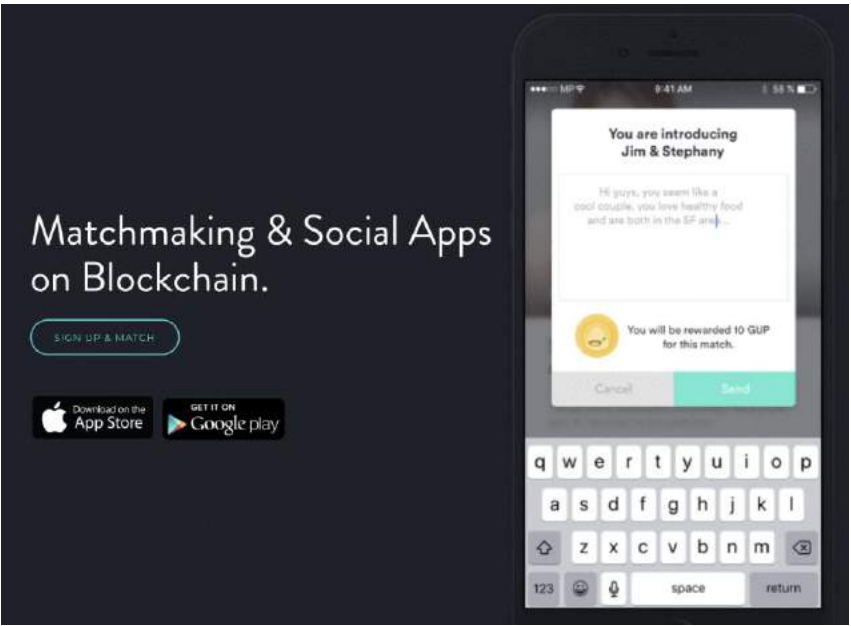 Matchmaking & Social Apps
on Blockchain.
SIGN UP & MATCH
Download on the
App Store
GET IT ON
Google play
MP 9:41 AM 58 %
You are introducing
Jim & Stephany
Hi guys, you seem like a
cool couple, you love healthy food
and are both in the SF area...
You will be rewarded 10 GUP
for this match.
Cancel Send
q w e r t y u i o p
a s d f g h j k l
z x c v b n m
123 space return